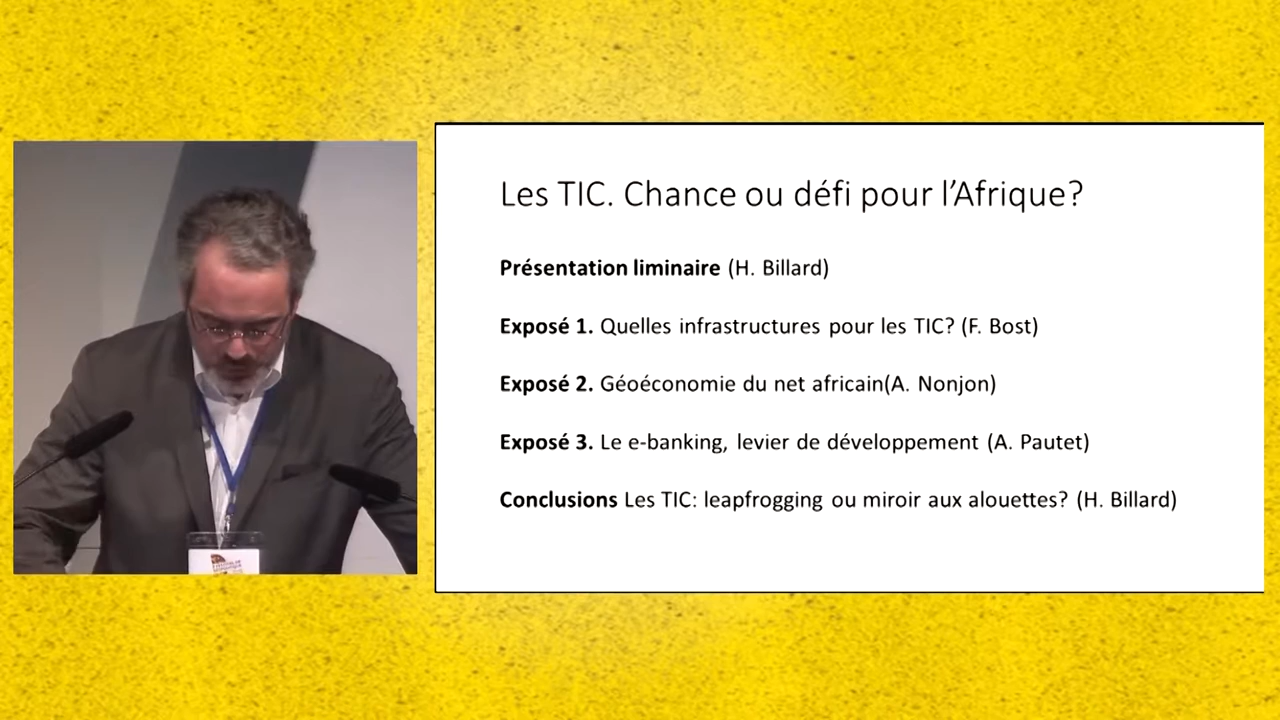 Les TIC. Chance ou défi pour l'Afrique?
Présentation liminaire (H. Billard)
Exposé 1. Quelles infrastructures pour les TIC? (F. Bost)
Exposé 2. Géoéconomie du net africain(A. Nonjon)
Exposé 3. Le e-banking, levier de développement (A. Pautet)
Conclusions Les TIC: leapfrogging ou miroir aux alouettes? (H. Billard)